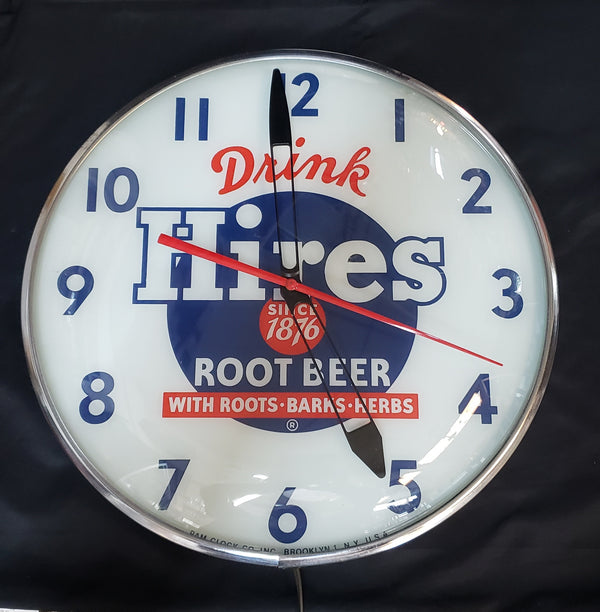 12
11 1
Drink
10 2
Hires
9 3
SINCE
1876
ROOT BEER
8 4
WITH ROOTS·BARKS·HERBS
®
7 5
6
PAM CLOCK CO. INC. BROOKLYN 1, N.Y., U.S.A.